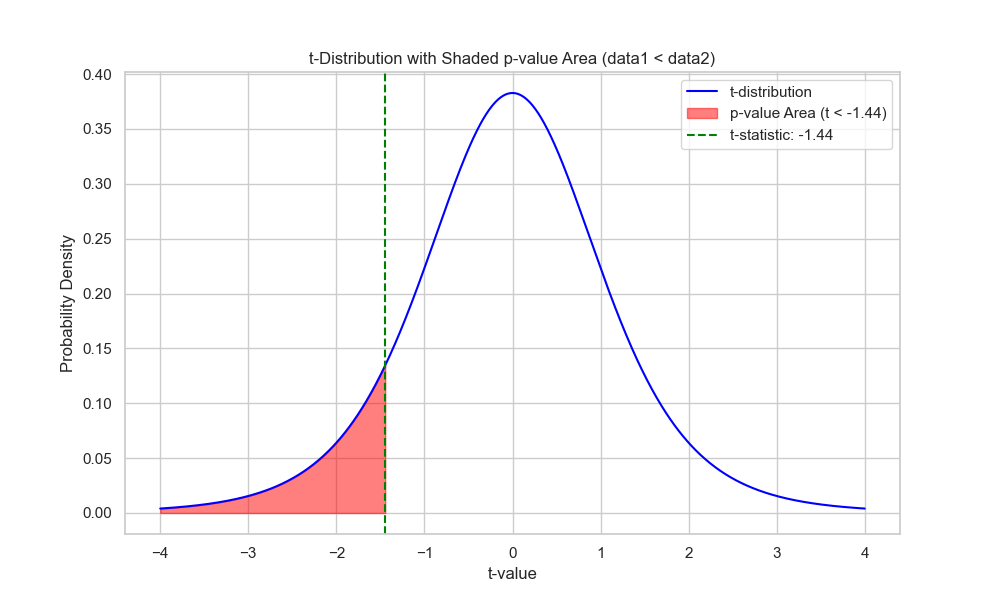 t-Distribution with Shaded p-value Area (data1 < data2)
t-distribution
p-value Area (t < -1.44)
t-statistic: -1.44
Probability Density
0.40
0.35
0.30
0.25
0.20
0.15
0.10
0.05
0.00
−4 −3 −2 −1 0 1 2 3 4
t-value